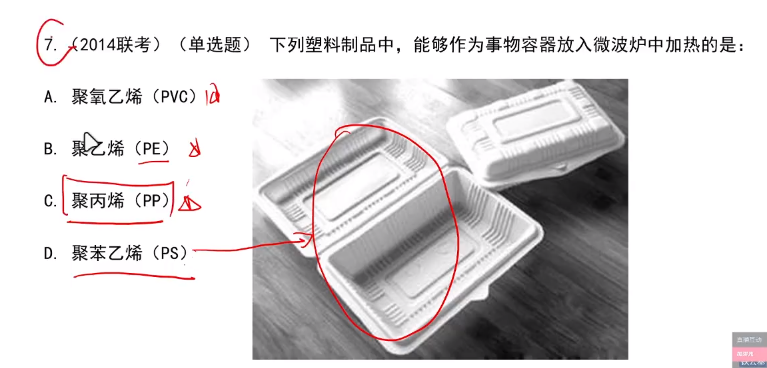 7. （2014联考）（单选题） 下列塑料制品中，能够作为事物容器放入微波炉中加热的是：
A. 聚氧乙烯（PVC）
B. 聚乙烯（PE）
C. 聚丙烯（PP）
D. 聚苯乙烯（PS）